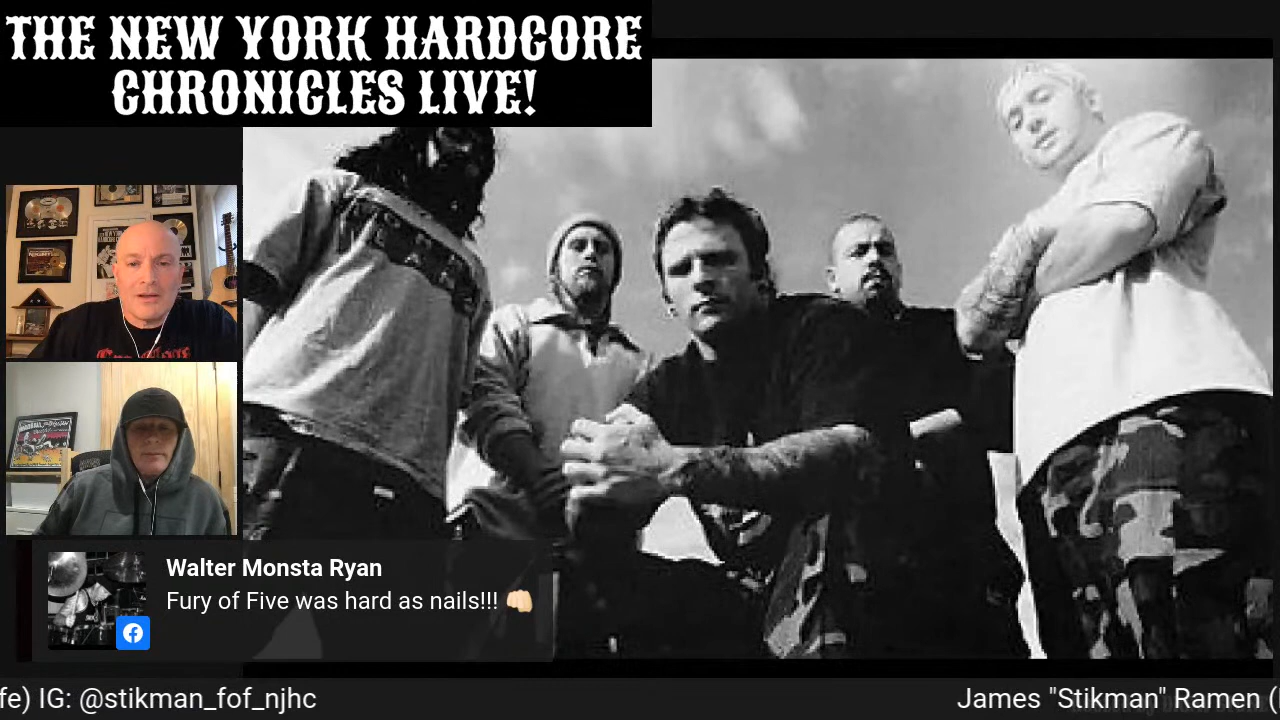 THE NEW YORK HARDCORE
CHRONICLES LIVE!
Walter Monsta Ryan
Fury of Five was hard as nails!!! 👊🏻
fe) IG: @stikman_fof_njhc
James "Stikman" Ramen (